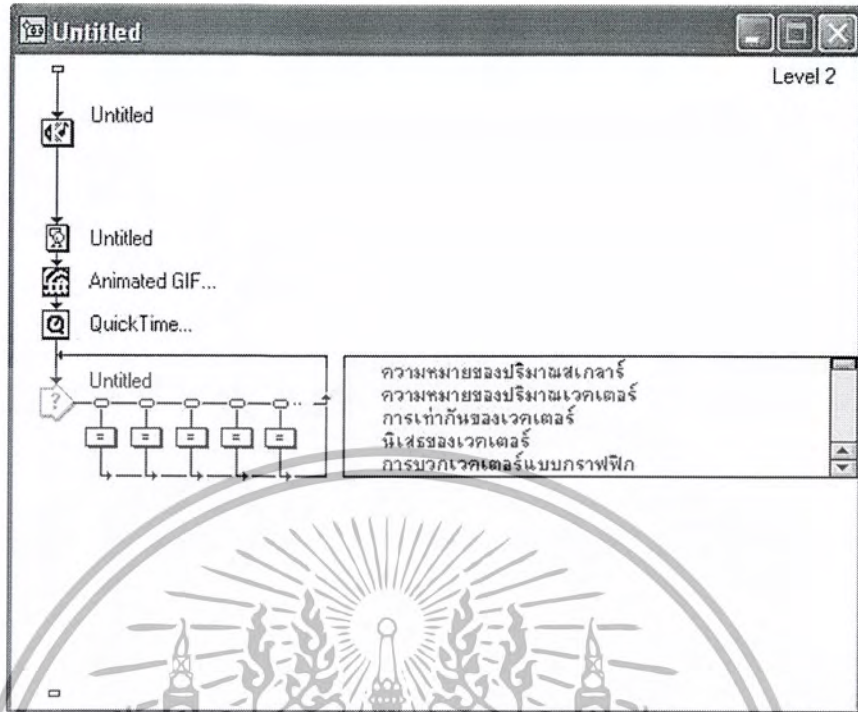 Untitled
Level 2
Untitled
Untitled
Animated GIF...
QuickTime...
Untitled
ความหมายของปริมาณสเกลาร์
ความหมายของปริมาณเวคเตอร์
การเท่ากันของเวคเตอร์
นิเสธของเวคเตอร์
การบวกเวคเตอร์แบบกราฟฟิก